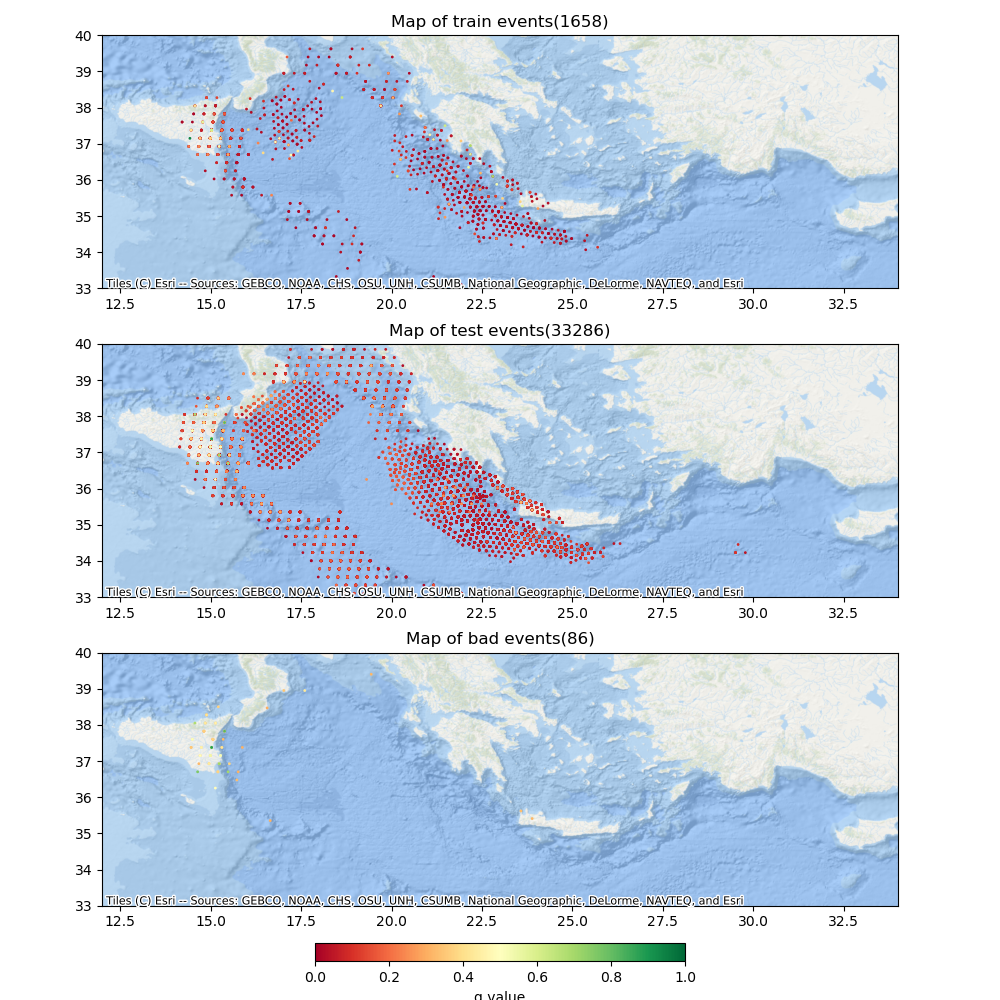 Map of train events(1658)
40
39
38
37
36
35
34
33
Tiles (C) Esri -- Sources: GEBCO, NOAA, CHS, OSU, UNH, CSUMB, National Geographic, DeLorme, NAVTEQ, and Esri
12.5 15.0 17.5 20.0 22.5 25.0 27.5 30.0 32.5
Map of test events(33286)
40
39
38
37
36
35
34
33
Tiles (C) Esri -- Sources: GEBCO, NOAA, CHS, OSU, UNH, CSUMB, National Geographic, DeLorme, NAVTEQ, and Esri
12.5 15.0 17.5 20.0 22.5 25.0 27.5 30.0 32.5
Map of bad events(86)
40
39
38
37
36
35
34
33
Tiles (C) Esri -- Sources: GEBCO, NOAA, CHS, OSU, UNH, CSUMB, National Geographic, DeLorme, NAVTEQ, and Esri
12.5 15.0 17.5 20.0 22.5 25.0 27.5 30.0 32.5
0.0 0.2 0.4 0.6 0.8 1.0
value